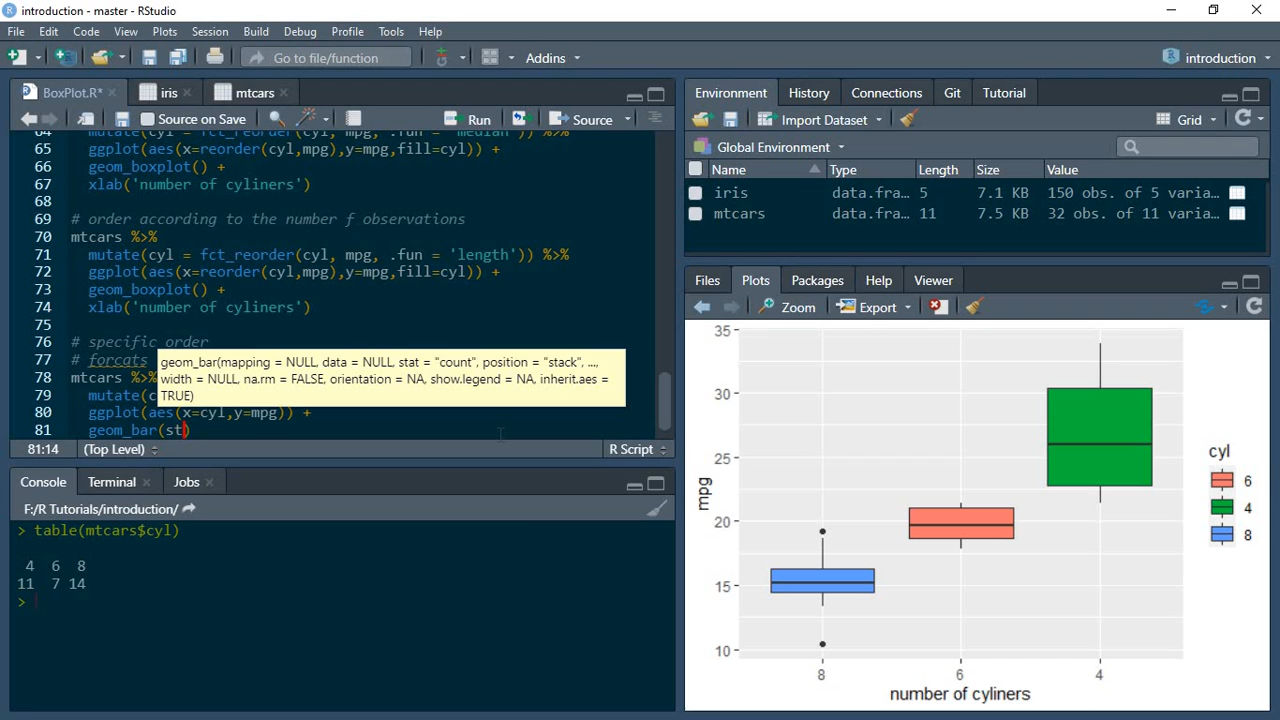 introduction - master - RStudio
File Edit Code View Plots Session Build Debug Profile Tools Help
Go to file/function Addins introduction
BoxPlot.R* iris mtcars
Source on Save Run Source
64 mutate(cyl = fct_reorder(cyl, mpg, .fun = 'median')) %>%
65 ggplot(aes(x=reorder(cyl,mpg),y=mpg,fill=cyl)) +
66 geom_boxplot() +
67 xlab('number of cyliners')
68
69 # order according to the number f observations
70 mtcars %>%
71 mutate(cyl = fct_reorder(cyl, mpg, .fun = 'length')) %>%
72 ggplot(aes(x=reorder(cyl,mpg),y=mpg,fill=cyl)) +
73 geom_boxplot() +
74 xlab('number of cyliners')
75
76 # specific order
77 # forcats
78 mtcars %>%
79 mutate(c
80 ggplot(aes(x=cyl,y=mpg)) +
81 geom_bar(st)
geom_bar(mapping = NULL, data = NULL, stat = "count", position = "stack", ...,
width = NULL, na.rm = FALSE, orientation = NA, show.legend = NA, inherit.aes =
TRUE)
81:14 (Top Level) R Script
Console Terminal Jobs
F:/R Tutorials/introduction/
> table(mtcars$cyl)
4 6 8
11 7 14
>
Environment History Connections Git Tutorial
Import Dataset Grid
Global Environment
Name Type Length Size Value
iris data.fra… 5 7.1 KB 150 obs. of 5 varia…
mtcars data.fra… 11 7.5 KB 32 obs. of 11 varia…
Files Plots Packages Help Viewer
Zoom Export
35
30
25
20
15
10
mpg
8 6 4
number of cyliners
cyl
6
4
8